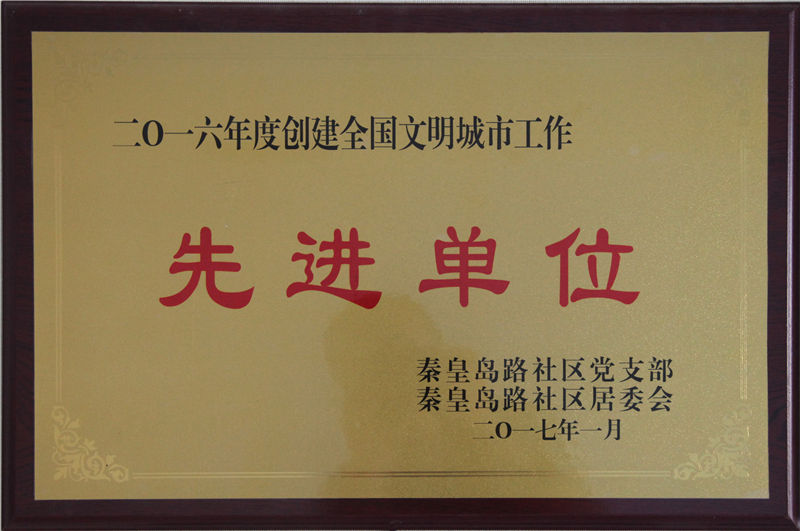 二O一六年度创建全国文明城市工作
先进单位
秦皇岛路社区党支部
秦皇岛路社区居委会
二O一七年一月